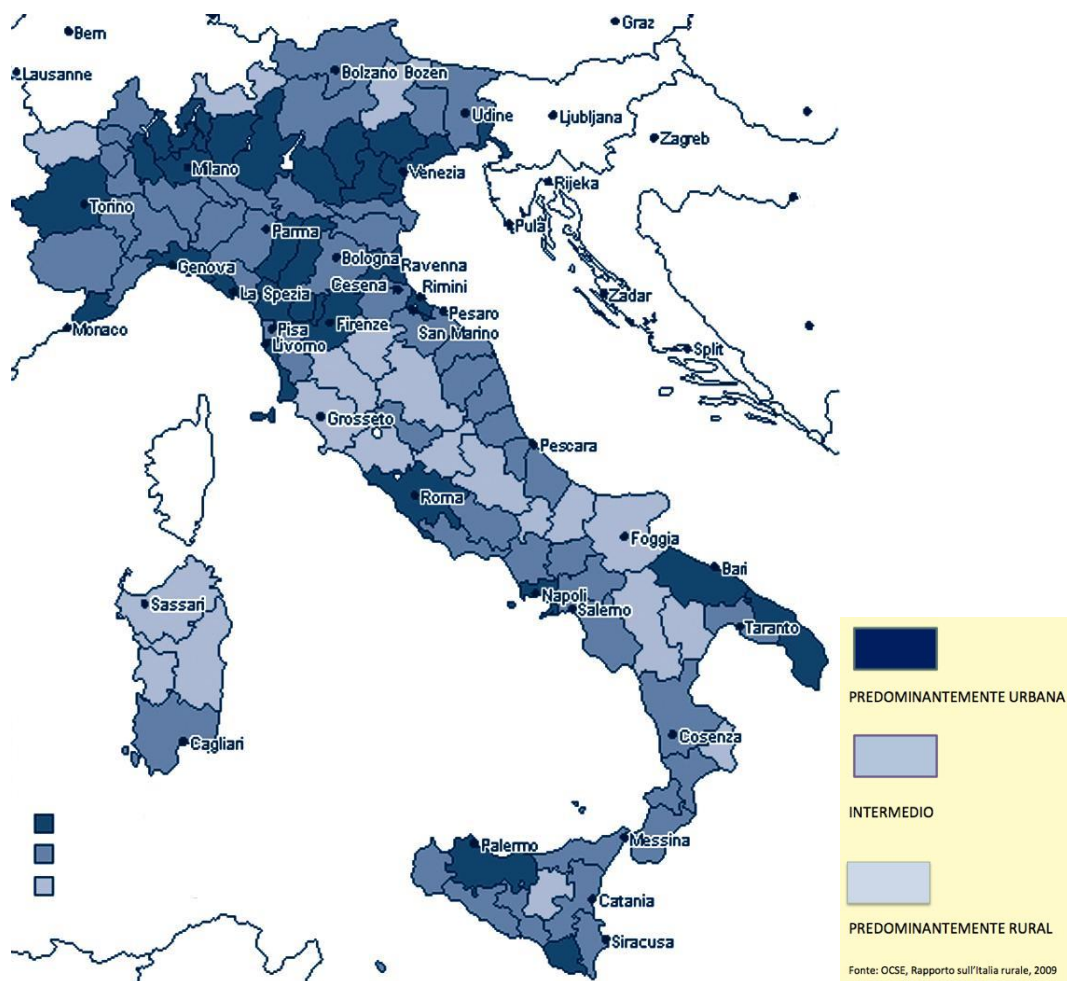 Graz
Bern
Lausanne
Bolzano Bozen
Udine
Ljubljana
Zagreb
Milano
Venezia
Rijeka
Torino
Pula
Parma
Genova
Bologna
Ravenna
Cesena
Rimini
Zadar
La Spezia
Pesaro
Monaco
Pisa
Firenze
San Marino
Livorno
Split
Grosseto
Pescara
Roma
Foggia
Bari
Sassari
Napoli
Salerno
Taranto
Cagliari
Cosenza
Palermo
Messina
Catania
Siracusa
PREDOMINANTEMENTE URBANA
INTERMEDIO
PREDOMINANTEMENTE RURAL
Fonte: OCSE, Rapporto sull'Italia rurale, 2009